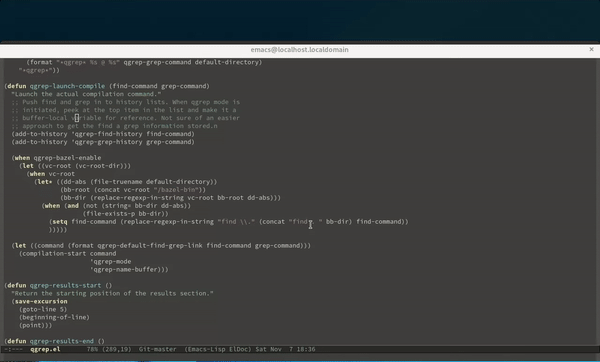 emacs@localhost.localdomain
(format "*qgrep* %s @ %s" qgrep-grep-command default-directory)
"*qgrep*"))
(defun qgrep-launch-compile (find-command grep-command)
"Launch the actual compilation command."
;; Push find and grep in to history lists. When qgrep mode is
;; initiated, peek at the top item in the list and make it a
;; buffer-local variable for reference. Not sure of an easier
;; approach to get the find a grep information stored.n
(add-to-history 'qgrep-find-history find-command)
(add-to-history 'qgrep-grep-history grep-command)
(when qgrep-bazel-enable
(let ((vc-root (vc-root-dir)))
(when vc-root
(let* ((dd-abs (file-truename default-directory))
(bb-root (concat vc-root "/bazel-bin"))
(bb-dir (replace-regexp-in-string vc-root bb-root dd-abs)))
(when (and (not (string= bb-dir dd-abs))
(file-exists-p bb-dir))
(setq find-command (replace-regexp-in-string "find \\." (concat "find . " bb-dir) find-command))
)))))
(let ((command (format qgrep-default-find-grep-link find-command grep-command)))
(compilation-start command
'qgrep-mode
'qgrep-name-buffer)))
(defun qgrep-results-start ()
"Return the starting position of the results section."
(save-excursion
(goto-line 5)
(beginning-of-line)
(point)))
(defun qgrep-results-end ()
-:---- qgrep.el 78% (289,19) Git-master (Emacs-Lisp ElDoc) Sat Nov 7 18:36